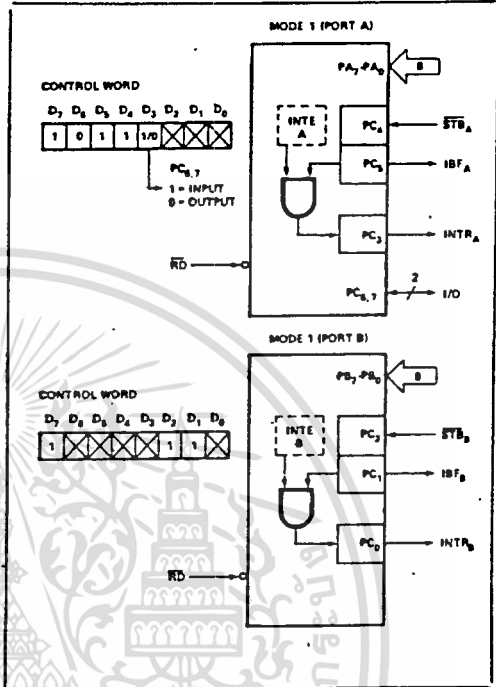 MODE 1 (PORT A)
PA7-PA0
8
CONTROL WORD
D7 D6 D5 D4 D3 D2 D1 D0
1 0 1 1 1/0
PC6,7
1 = INPUT
0 = OUTPUT
INTE
A
PC4
STBA
PC5
IBFA
PC3
INTRA
RD
PC6,7
2
I/O
MODE 1 (PORT B)
PB7-PB0
8
CONTROL WORD
D7 D6 D5 D4 D3 D2 D1 D0
1 1 1
INTE
B
PC2
STBB
PC1
IBFB
PC0
INTRB
RD